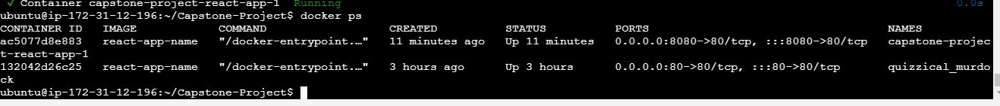 ✓ Container capstone-project-react-app-1  Running  0.0s
ubuntu@ip-172-31-12-196:~/Capstone-Project$ docker ps
CONTAINER ID   IMAGE            COMMAND                  CREATED          STATUS          PORTS                                   NAMES
ac5077d8e883   react-app-name   "/docker-entrypoint.…"   11 minutes ago   Up 11 minutes   0.0.0.0:8080->80/tcp, :::8080->80/tcp   capstone-projec
t-react-app-1
132042d26c25   react-app-name   "/docker-entrypoint.…"   3 hours ago      Up 3 hours      0.0.0.0:80->80/tcp, :::80->80/tcp       quizzical_murdo
ck
ubuntu@ip-172-31-12-196:~/Capstone-Project$